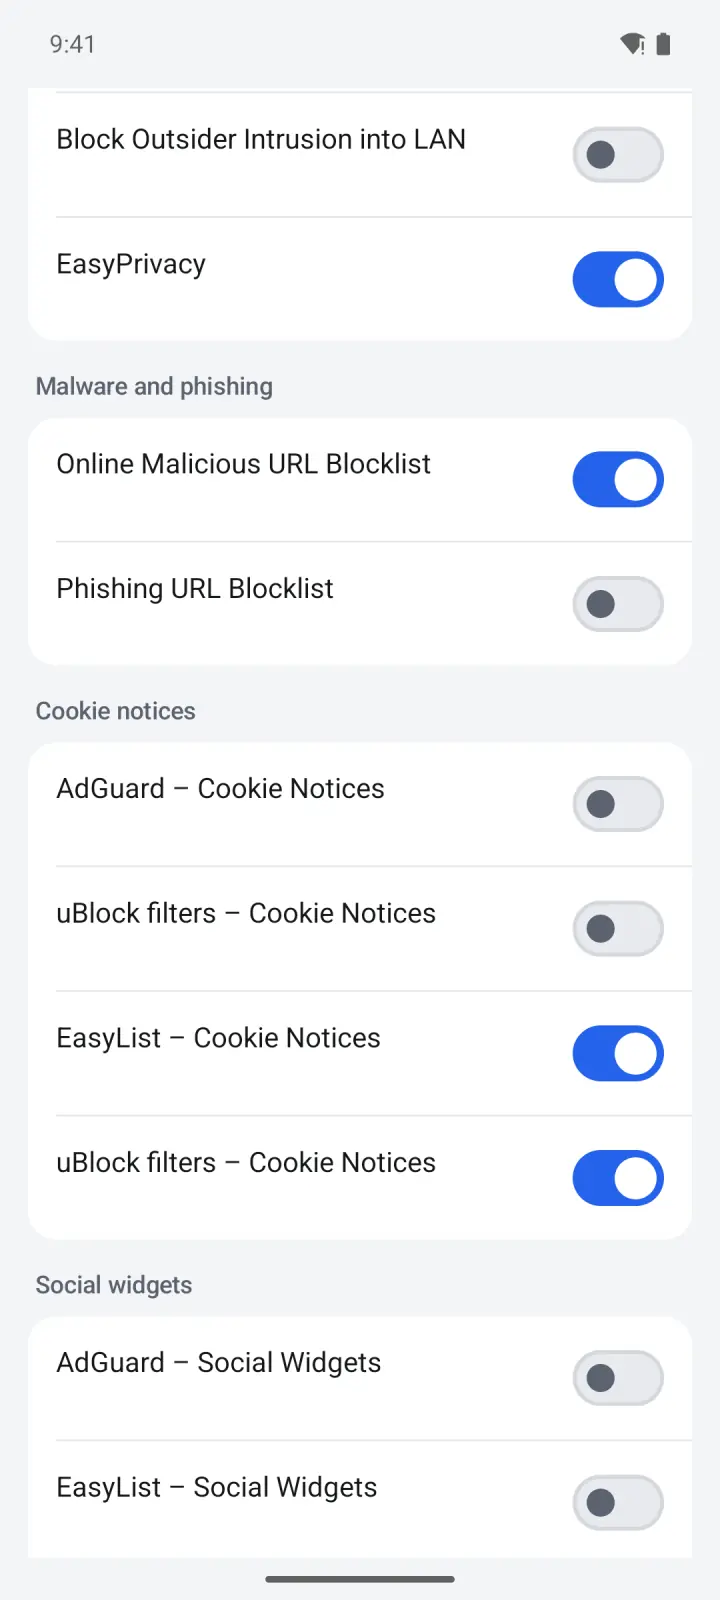 9:41
Block Outsider Intrusion into LAN
EasyPrivacy
Malware and phishing
Online Malicious URL Blocklist
Phishing URL Blocklist
Cookie notices
AdGuard – Cookie Notices
uBlock filters – Cookie Notices
EasyList – Cookie Notices
uBlock filters – Cookie Notices
Social widgets
AdGuard – Social Widgets
EasyList – Social Widgets